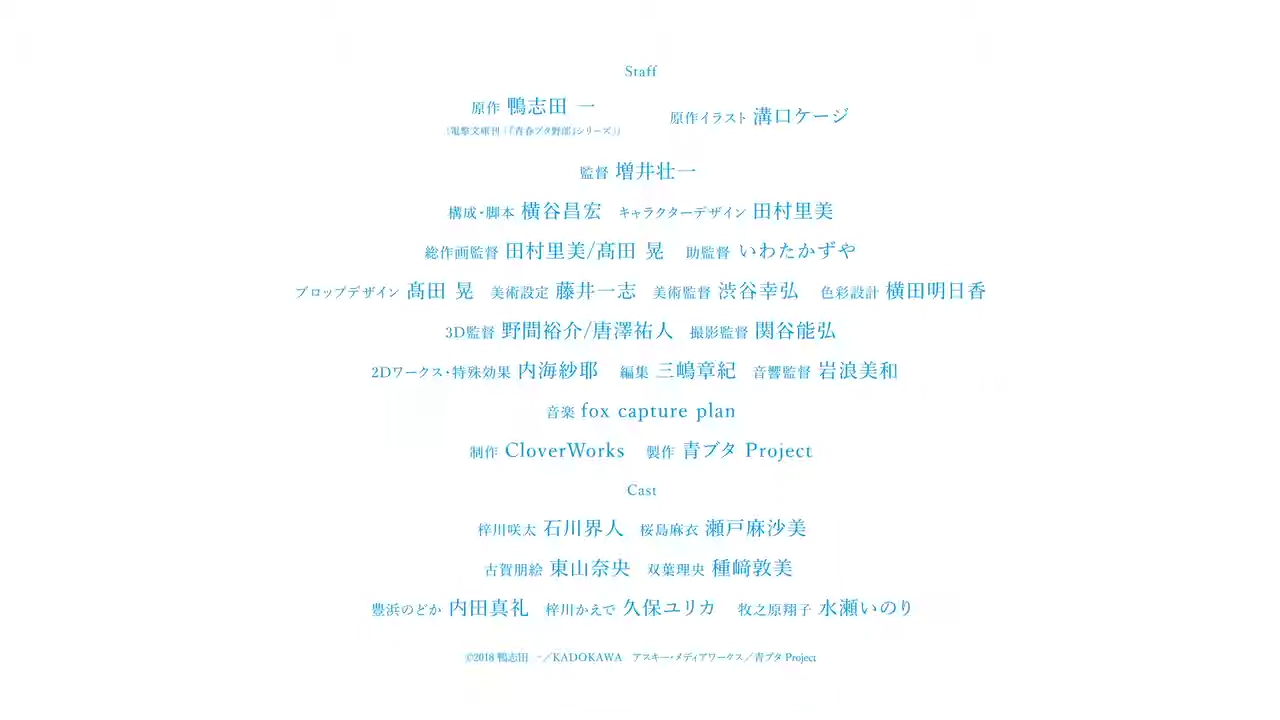 Staff
原作 鴨志田 一 原作イラスト 溝口ケージ
(電撃文庫刊「『青春ブタ野郎』シリーズ」)
監督 増井壮一
構成・脚本 横谷昌宏 キャラクターデザイン 田村里美
総作画監督 田村里美/髙田 晃 助監督 いわたかずや
プロップデザイン 髙田 晃 美術設定 藤井一志 美術監督 渋谷幸弘 色彩設計 横田明日香
3D監督 野間裕介/唐澤祐人 撮影監督 関谷能弘
2Dワークス・特殊効果 内海紗耶 編集 三嶋章紀 音響監督 岩浪美和
音楽 fox capture plan
制作 CloverWorks 製作 青ブタ Project
Cast
梓川咲太 石川界人 桜島麻衣 瀬戸麻沙美
古賀朋絵 東山奈央 双葉理央 種﨑敦美
豊浜のどか 内田真礼 梓川かえで 久保ユリカ 牧之原翔子 水瀬いのり
©2018 鴨志田 一／KADOKAWA アスキー・メディアワークス／青ブタ Project